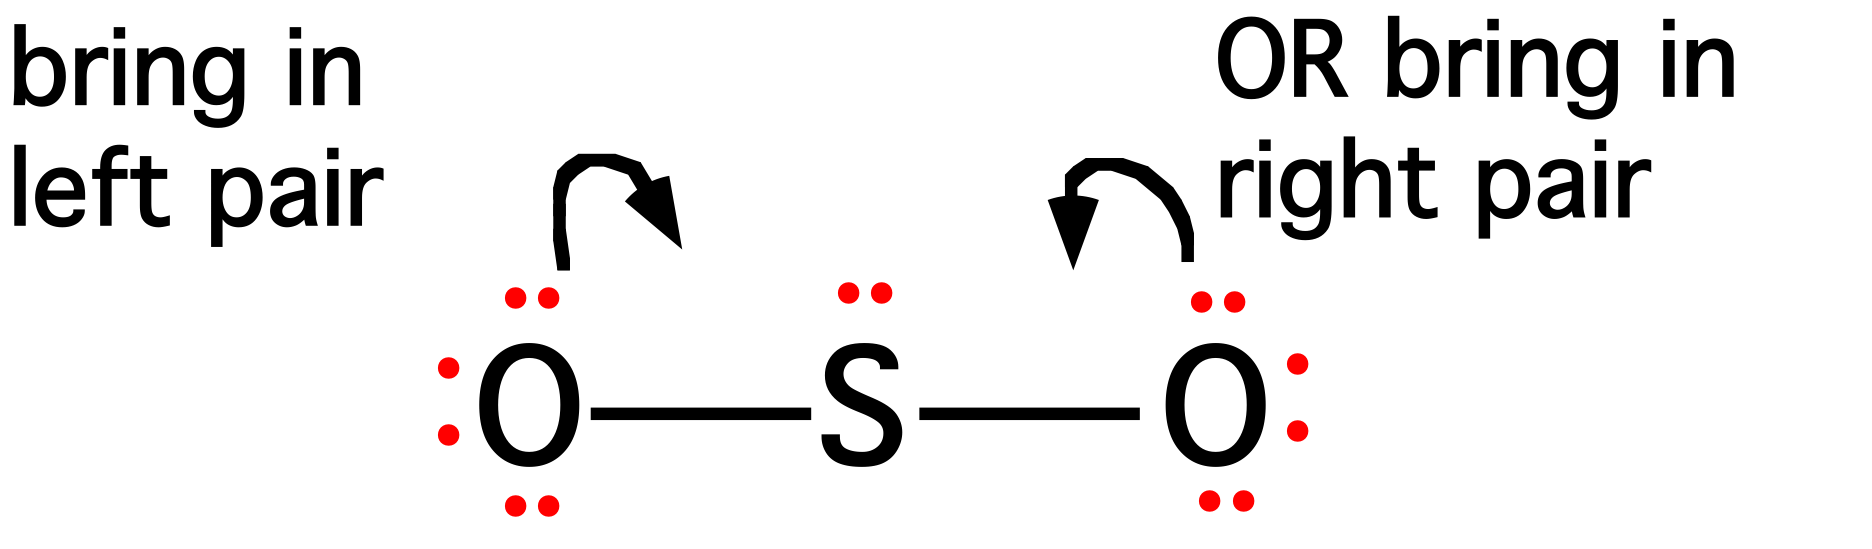 bring in
left pair
OR bring in
right pair
O S O